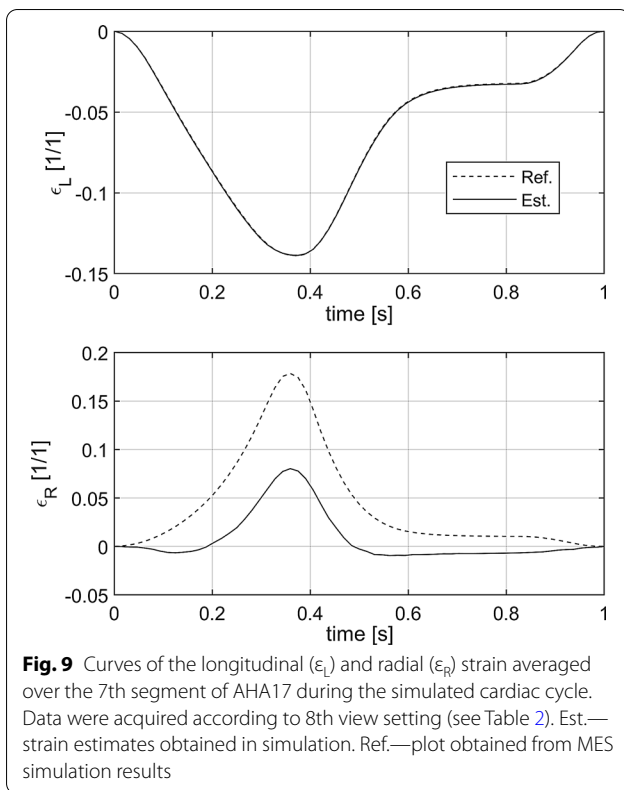 0
-0.05
-0.1
-0.15
ϵL [1/1]
Ref.
Est.
0 0.2 0.4 0.6 0.8 1
time [s]
0.2
0.15
0.1
0.05
0
-0.05
ϵR [1/1]
0 0.2 0.4 0.6 0.8 1
time [s]
Fig. 9 Curves of the longitudinal (εL) and radial (εR) strain averaged
over the 7th segment of AHA17 during the simulated cardiac cycle.
Data were acquired according to 8th view setting (see Table 2). Est.—
strain estimates obtained in simulation. Ref.—plot obtained from MES
simulation results